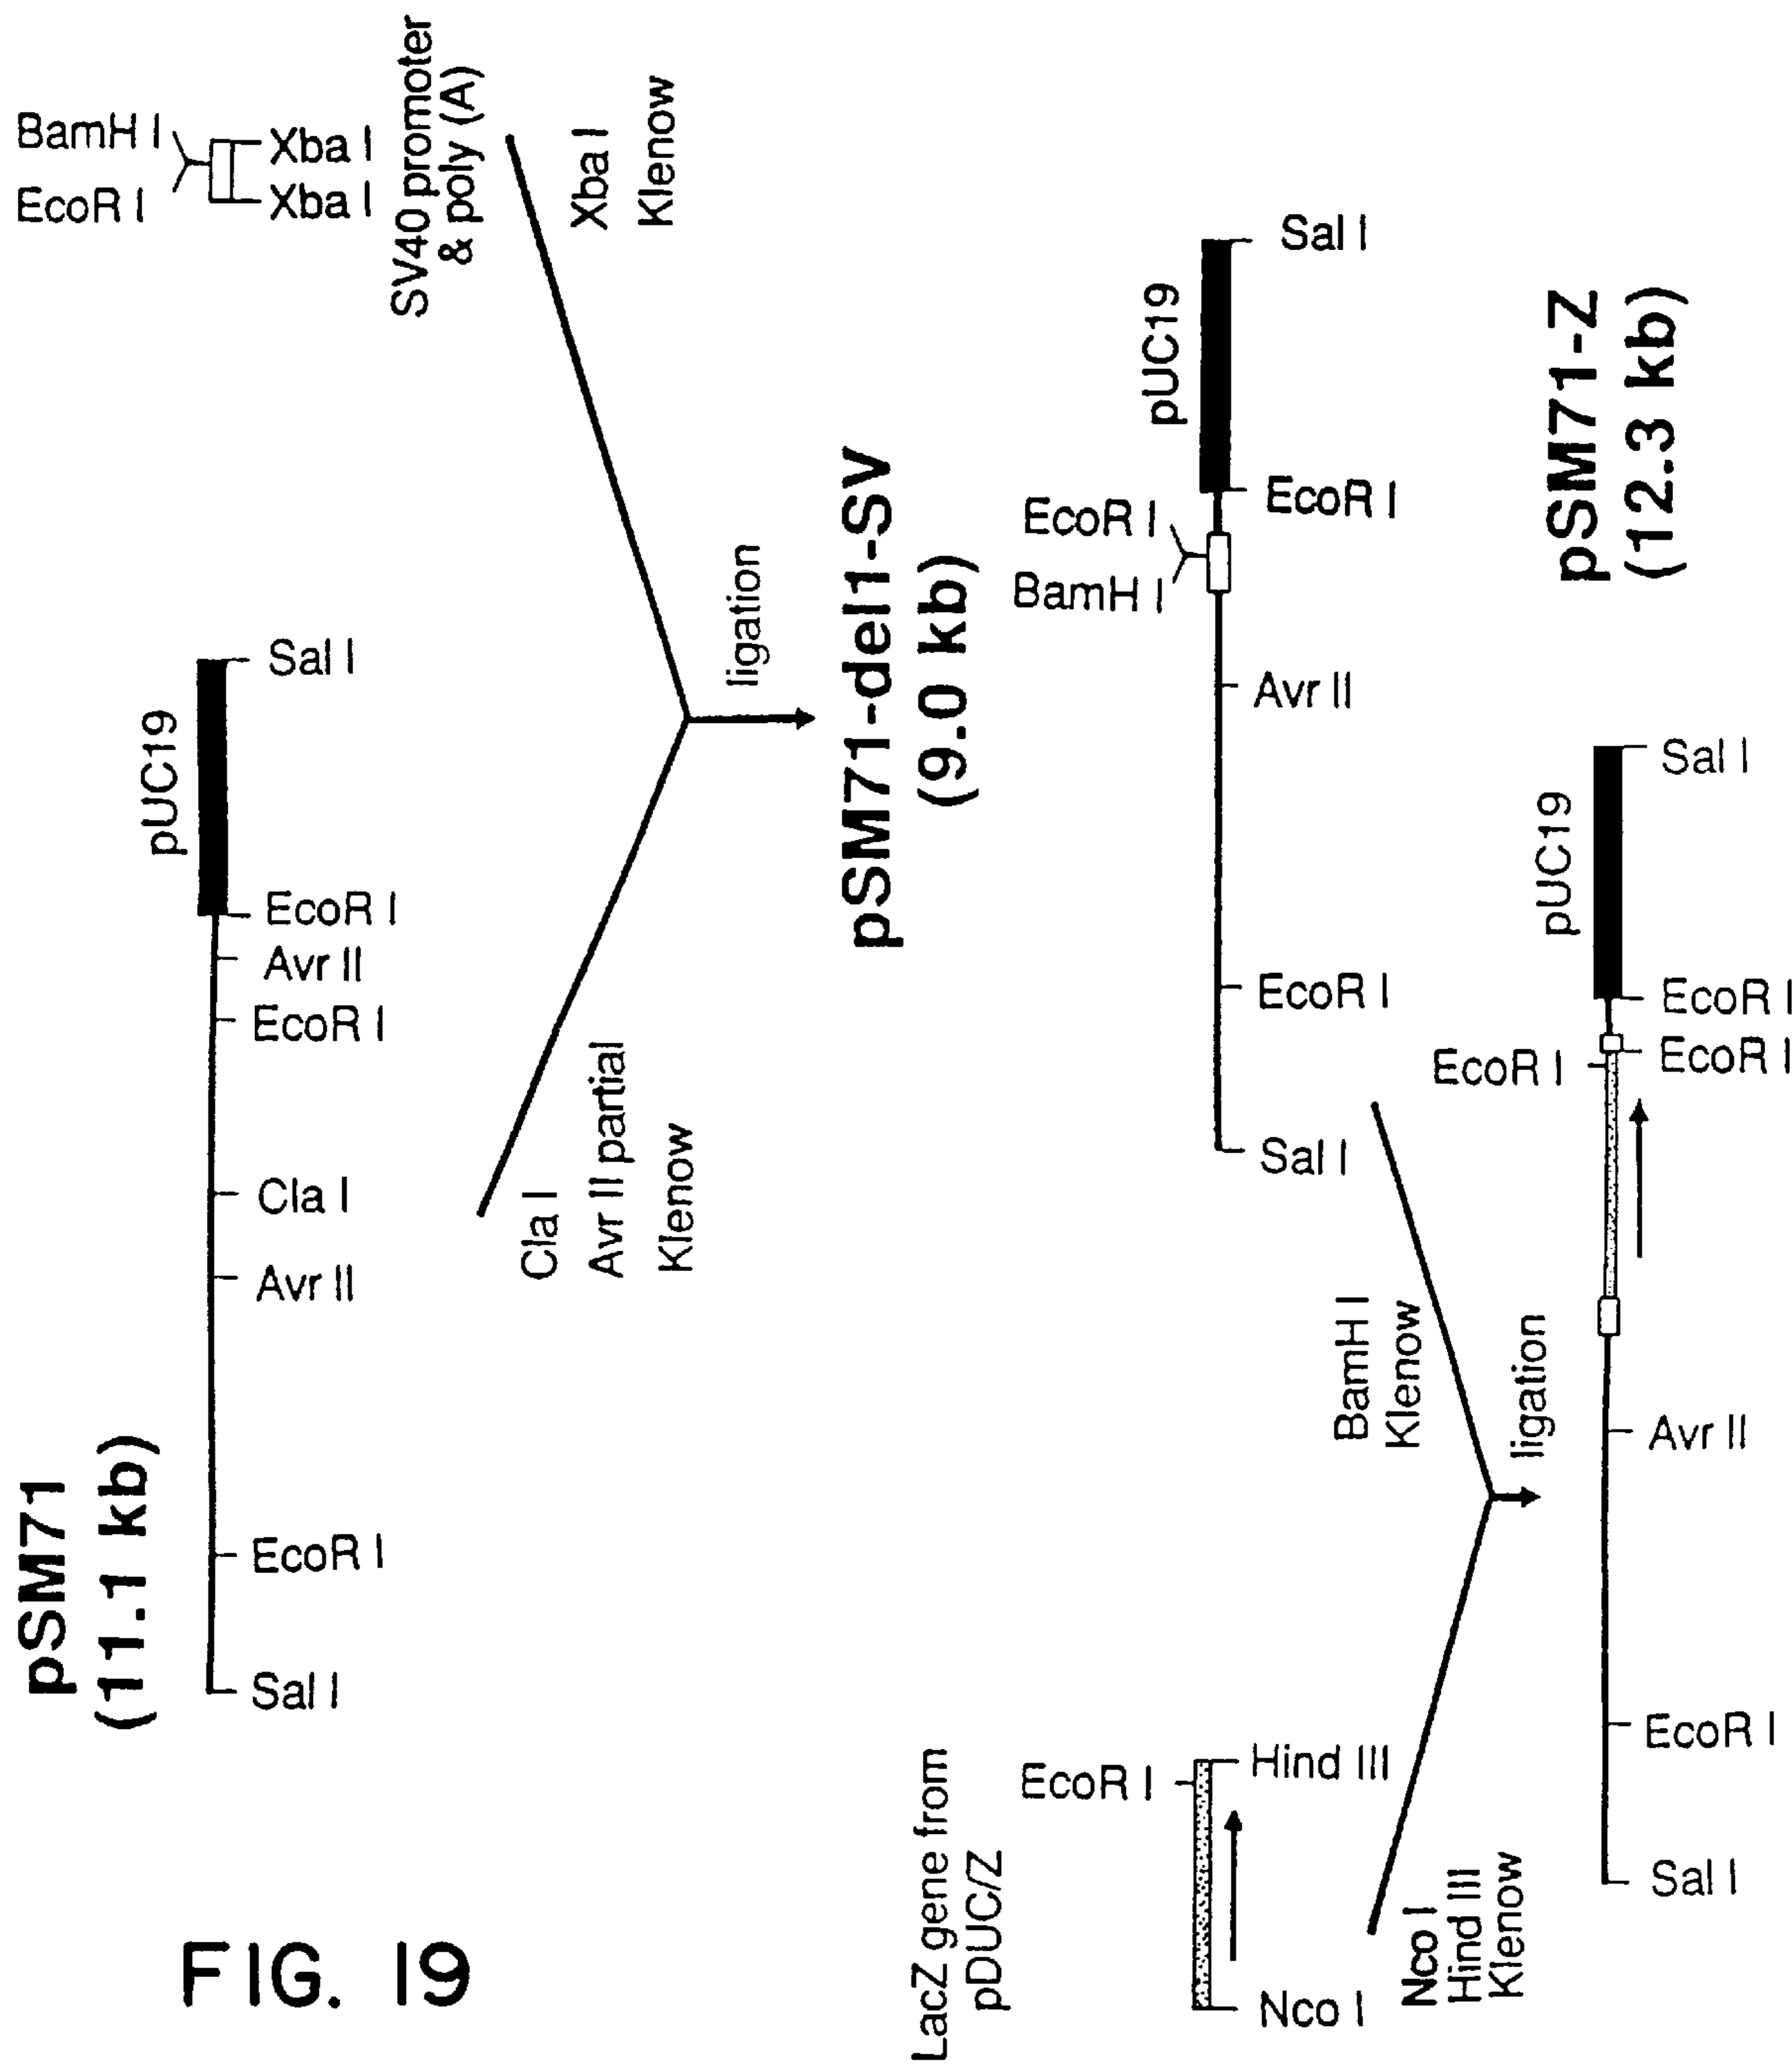 FIG. 19
pSM71
(11.1 kb)
pUC19
Sal I
EcoR I
Avr II
Cla I
EcoR I
Avr II
EcoR I
Sal I
EcoR I
BamH I
Xba I
Xba I
SV40 promoter
& poly (A)
Cla I
Avr II partial
Klenow
Xba I
Klenow
ligation
pSM71-del1-SV
(9.0 kb)
LacZ gene from
pDUC/Z
EcoR I
Nco I
Hind III
BamH I
EcoR I
pUC19
Sal I
EcoR I
Avr II
EcoR I
Sal I
Nco I
Hind III
Klenow
BamH I
Klenow
ligation
pSM71-Z
(12.3 kb)
EcoR I
pUC19
Sal I
EcoR I
Avr II
EcoR I
EcoR I
Sal I